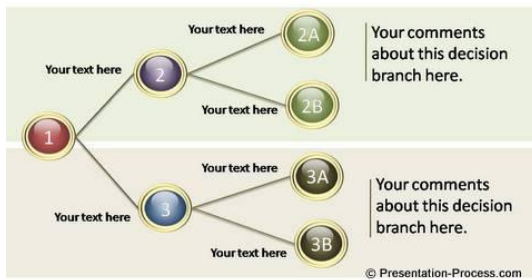 Your text here
2A
Your comments
about this decision
branch here.
Your text here
2
Your text here
2B
1
Your text here
3A
Your comments
about this decision
branch here.
Your text here
3
Your text here
3B
© Presentation-Process.com